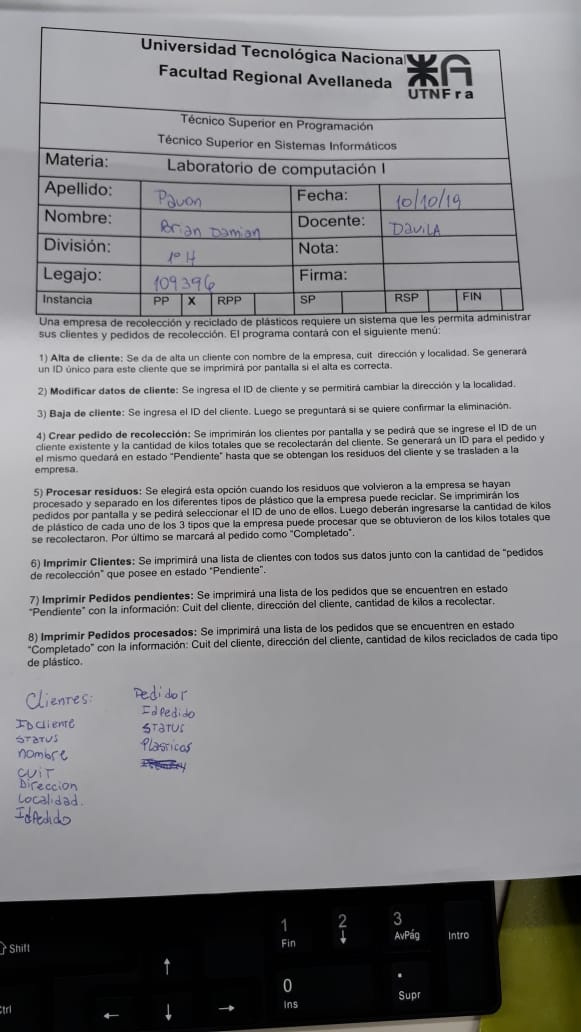 Universidad Tecnológica Nacional
Facultad Regional Avellaneda
UTNFra
Técnico Superior en Programación
Técnico Superior en Sistemas Informáticos
Materia: Laboratorio de computación I
Apellido: Pavon Fecha: 10/10/19
Nombre: Brian Damian Docente: Davila
División: 1° H Nota:
Legajo: 109396 Firma:
Instancia PP X RPP SP RSP FIN
Una empresa de recolección y reciclado de plásticos requiere un sistema que les permita administrar
sus clientes y pedidos de recolección. El programa contará con el siguiente menú:
1) Alta de cliente: Se da de alta un cliente con nombre de la empresa, cuit dirección y localidad. Se generará
un ID único para este cliente que se imprimirá por pantalla si el alta es correcta.
2) Modificar datos de cliente: Se ingresa el ID de cliente y se permitirá cambiar la dirección y la localidad.
3) Baja de cliente: Se ingresa el ID del cliente. Luego se preguntará si se quiere confirmar la eliminación.
4) Crear pedido de recolección: Se imprimirán los clientes por pantalla y se pedirá que se ingrese el ID de un
cliente existente y la cantidad de kilos totales que se recolectarán del cliente. Se generará un ID para el pedido y
el mismo quedará en estado "Pendiente" hasta que se obtengan los residuos del cliente y se trasladen a la
empresa.
5) Procesar residuos: Se elegirá esta opción cuando los residuos que volvieron a la empresa se hayan
procesado y separado en los diferentes tipos de plástico que la empresa puede reciclar. Se imprimirán los
pedidos por pantalla y se pedirá seleccionar el ID de uno de ellos. Luego deberán ingresarse la cantidad de kilos
de plástico de cada uno de los 3 tipos que la empresa puede procesar que se obtuvieron de los kilos totales que
se recolectaron. Por último se marcará al pedido como "Completado".
6) Imprimir Clientes: Se imprimirá una lista de clientes con todos sus datos junto con la cantidad de "pedidos
de recolección" que posee en estado "Pendiente".
7) Imprimir Pedidos pendientes: Se imprimirá una lista de los pedidos que se encuentren en estado
"Pendiente" con la información: Cuit del cliente, dirección del cliente, cantidad de kilos a recolectar.
8) Imprimir Pedidos procesados: Se imprimirá una lista de los pedidos que se encuentren en estado
"Completado" con la información: Cuit del cliente, dirección del cliente, cantidad de kilos reciclados de cada tipo
de plástico.
Clientes:
ID cliente
STATUS
nombre
CUIT
Direccion
Localidad.
IdPedido
Pedidor
IdPedido
STATUS
Plasticos
Shift
1
Fin
2
↓
3
AvPág
Intro
↑
Ctrl
←
↓
→
0
Ins
.
Supr